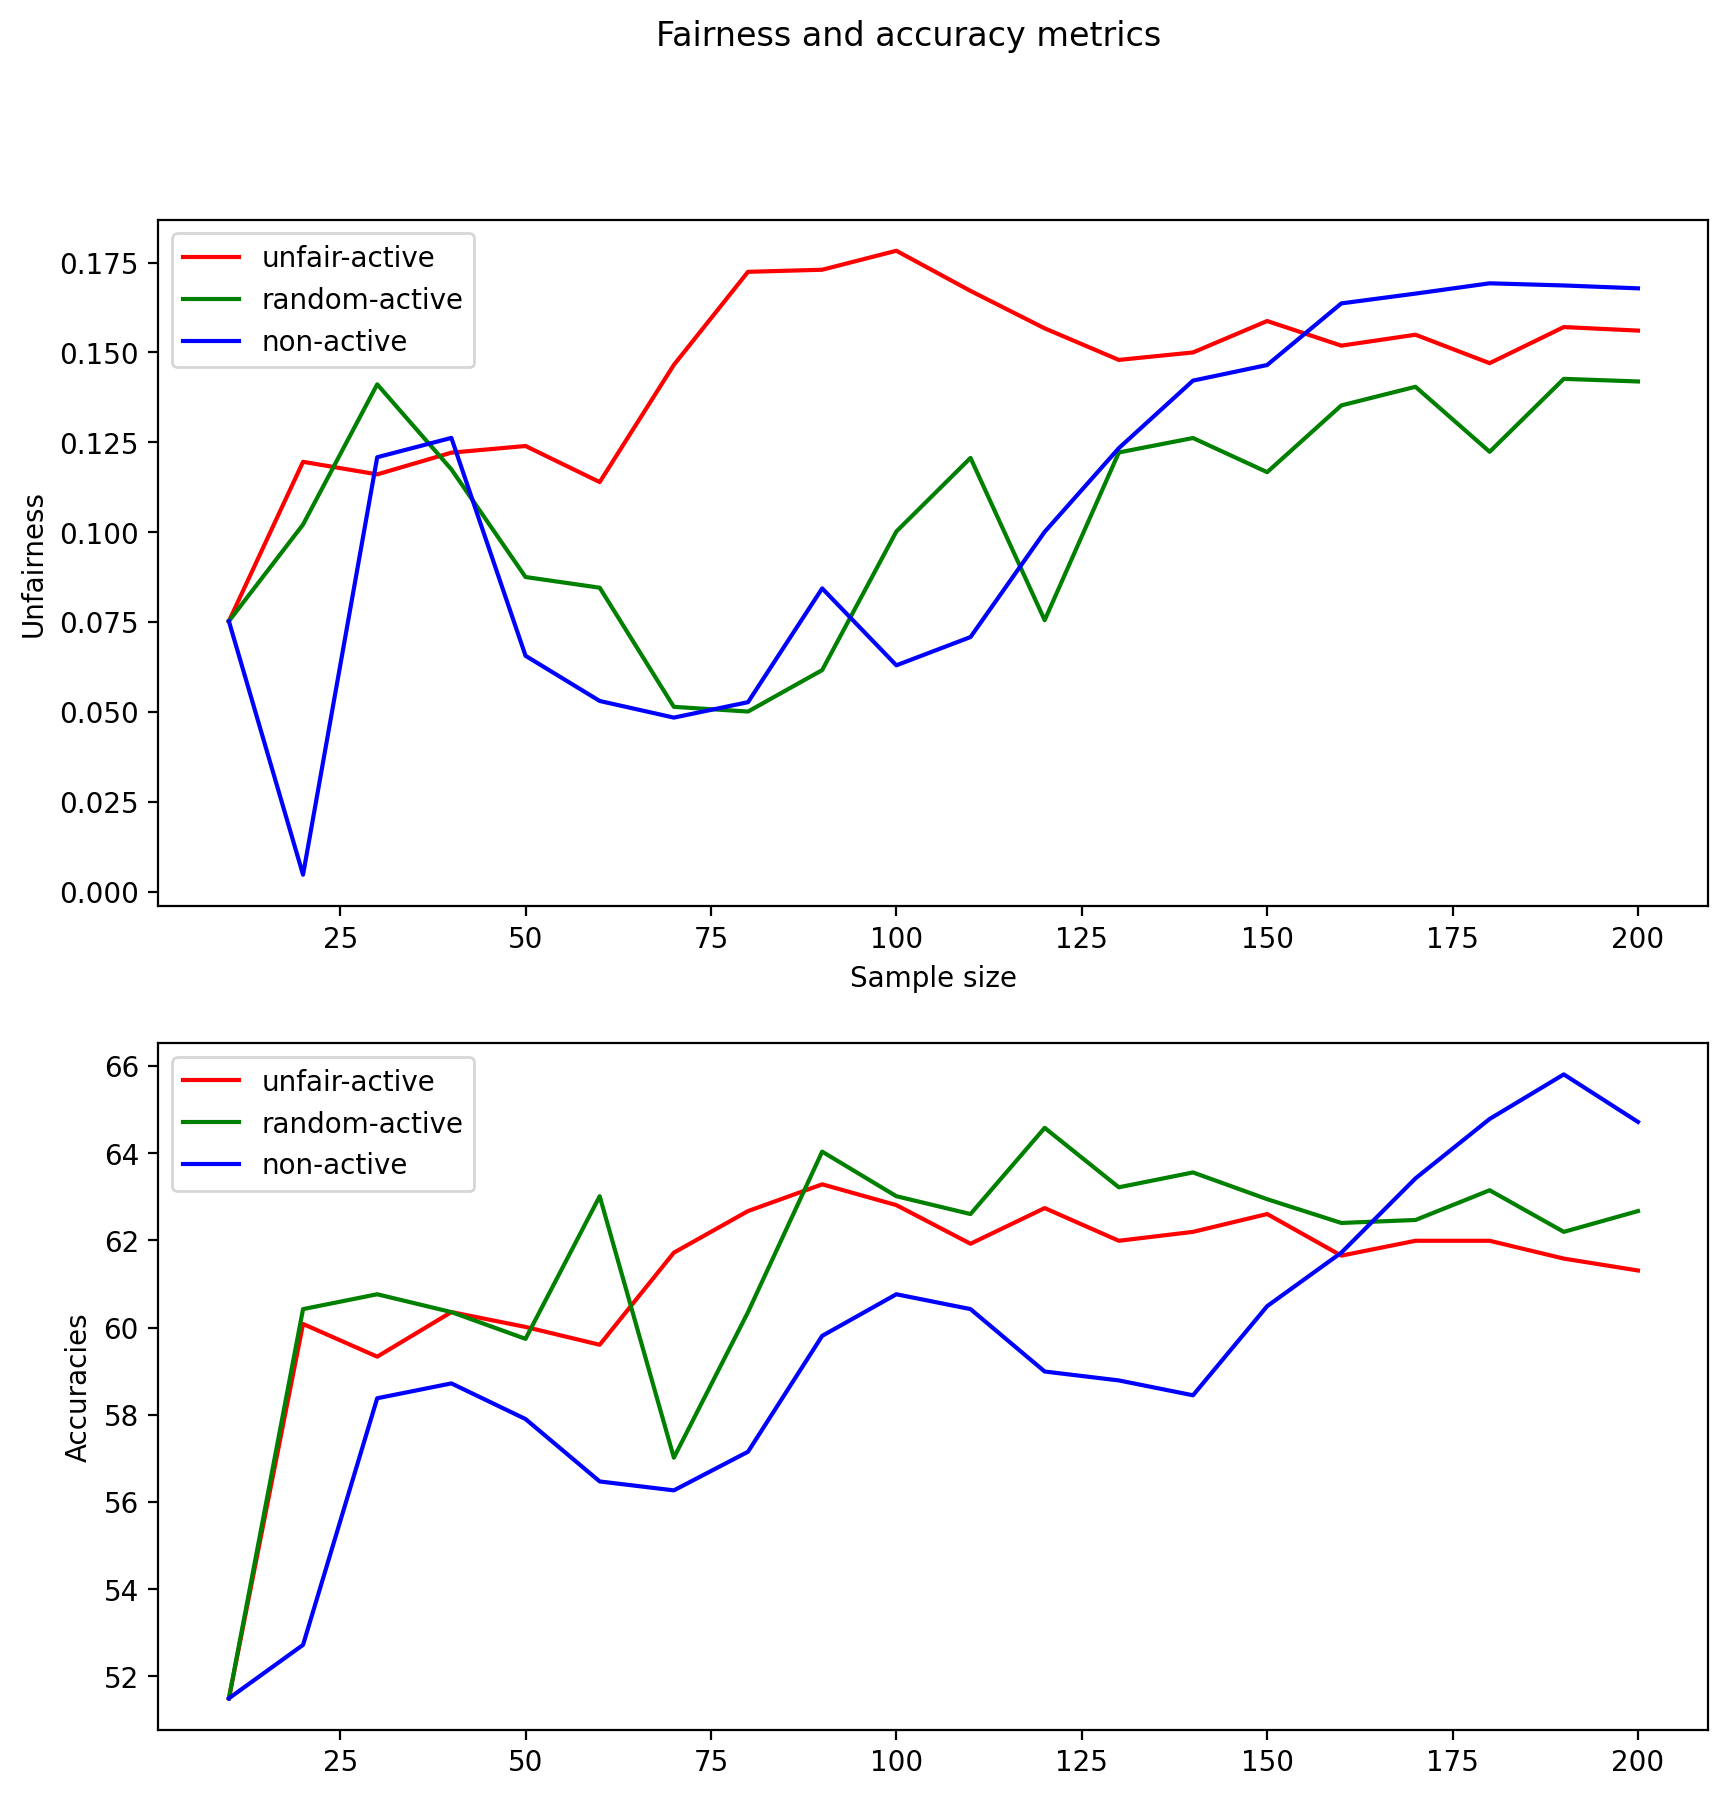 Fairness and accuracy metrics
unfair-active
random-active
non-active
Unfairness
0.175
0.150
0.125
0.100
0.075
0.050
0.025
0.000
25 50 75 100 125 150 175 200
Sample size
unfair-active
random-active
non-active
Accuracies
66
64
62
60
58
56
54
52
25 50 75 100 125 150 175 200